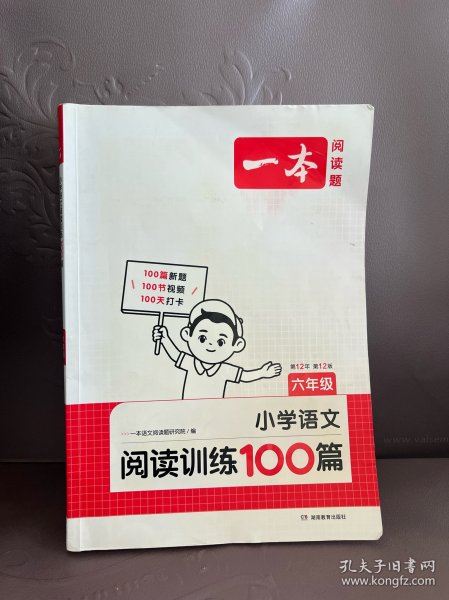 一本
阅读题
100篇新题
100节视频
100天打卡
第12年 第12版
六年级
小学语文
一本语文阅读题研究院/编
阅读训练100篇
湖南教育出版社
孔夫子旧书网
www.kongfz.com